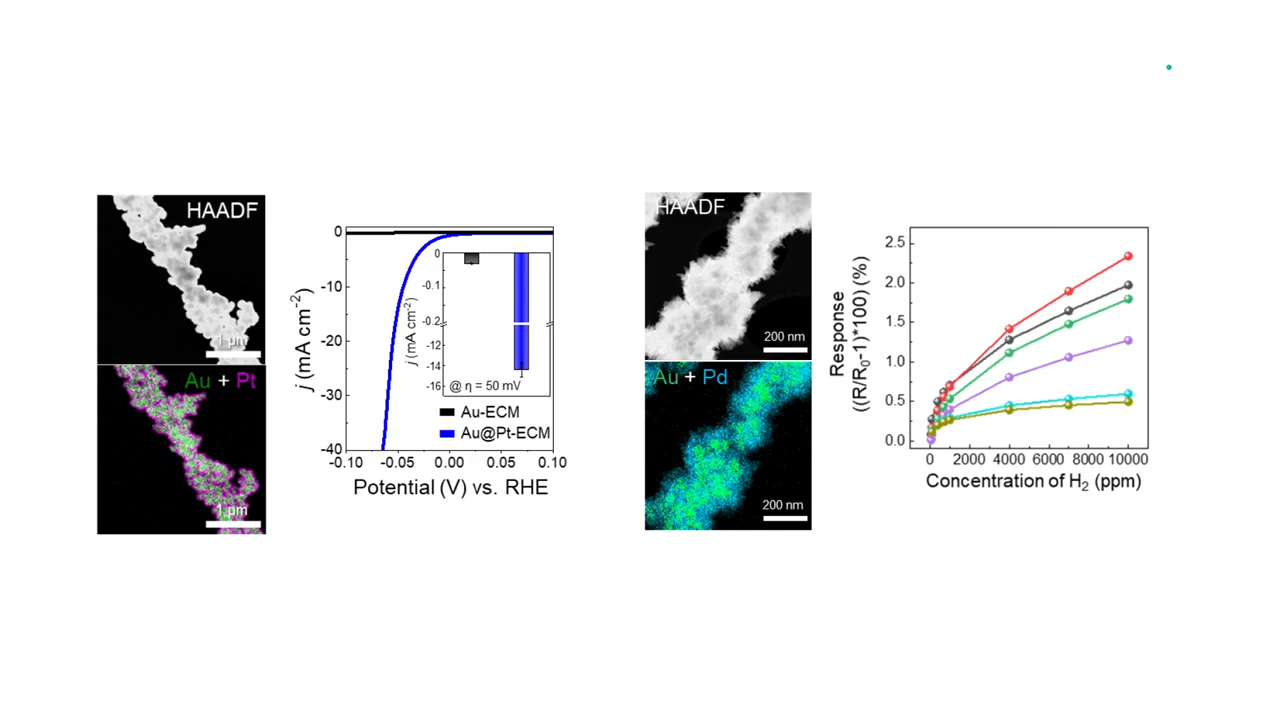 HAADF
1 μm
Au + Pt
1 μm
j (mA cm⁻²)
0
-10
-20
-30
-40
-0.10
-0.05
0.00
0.05
0.10
Potential (V) vs. RHE
j (mA cm⁻²)
0
-0.1
-0.2
-12
-14
-16
@ η = 50 mV
Au-ECM
Au@Pt-ECM
HAADF
200 nm
Au + Pd
200 nm
Response
((R/R₀-1)*100) (%)
2.5
2.0
1.5
1.0
0.5
0.0
0
2000
4000
6000
8000
10000
Concentration of H₂ (ppm)